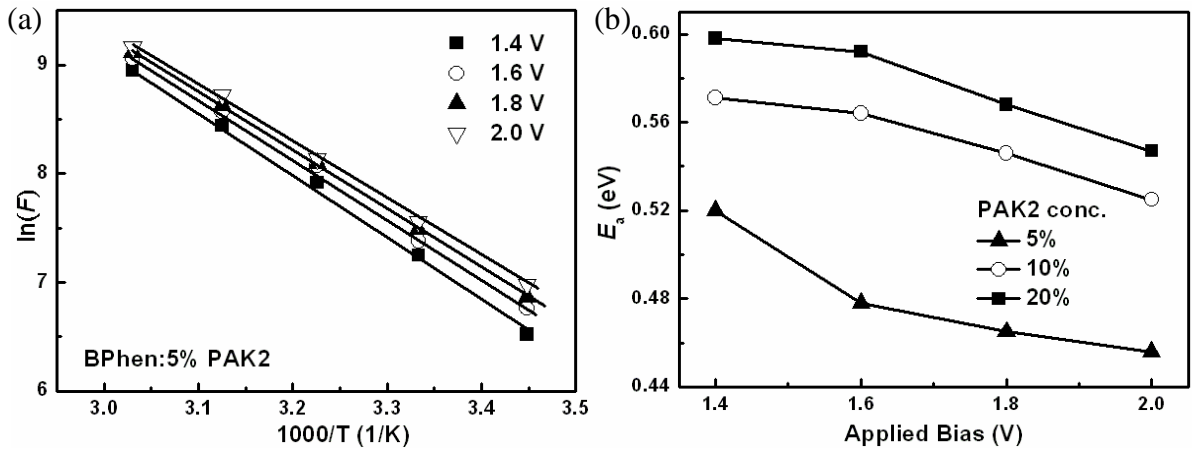 (a)
1.4 V
1.6 V
1.8 V
2.0 V
9
8
7
6
ln(F)
BPhen:5% PAK2
3.0 3.1 3.2 3.3 3.4 3.5
1000/T (1/K)
(b)
0.60
0.56
0.52
0.48
0.44
Ea (eV)
PAK2 conc.
5%
10%
20%
1.4 1.6 1.8 2.0
Applied Bias (V)